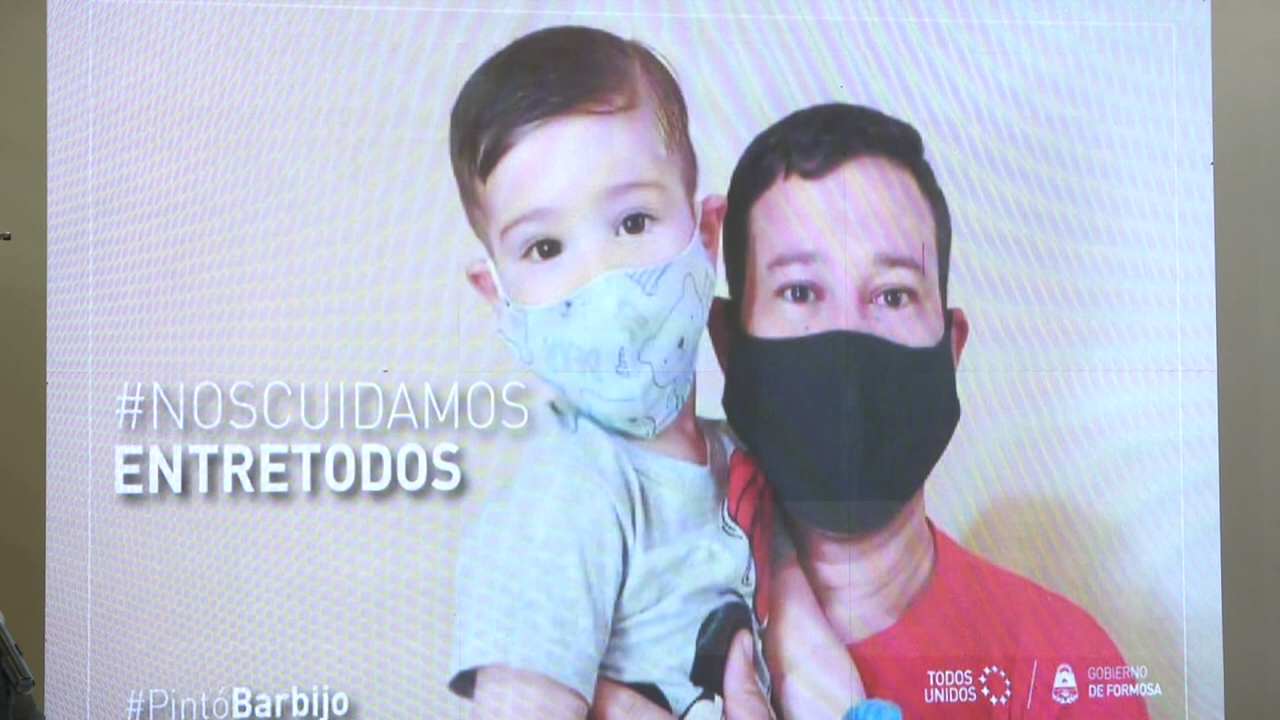 #NOSCUIDAMOS
ENTRETODOS
#PintóBarbijo
TODOS
UNIDOS
GOBIERNO
DE FORMOSA